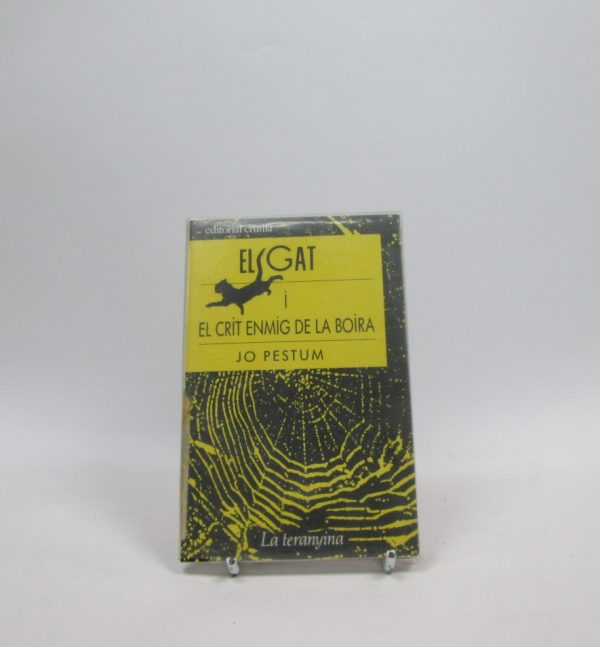 editorial cruïlla
EL GAT
i
EL CRIT ENMIG DE LA BOIRA
JO PESTUM
La teranyina